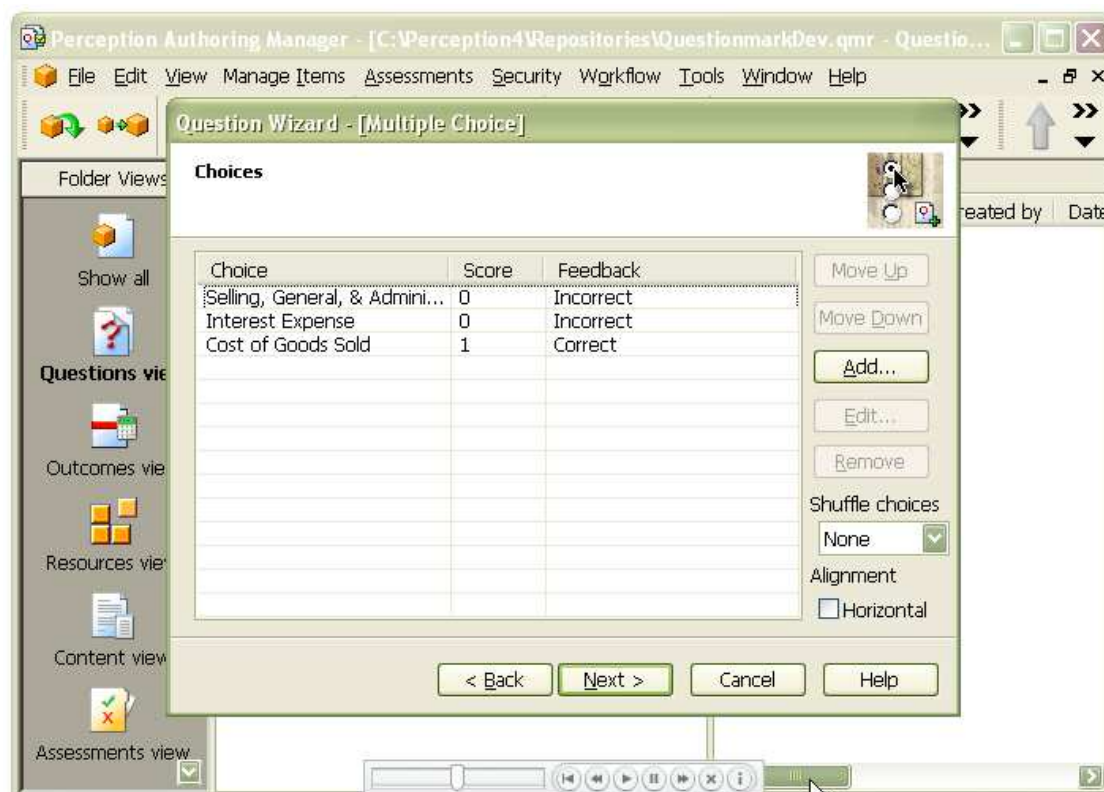 Perception Authoring Manager - [C:\Perception4\Repositories\QuestionmarkDev.qmr - Questio...
File Edit View Manage Items Assessments Security Workflow Tools Window Help
Question Wizard - [Multiple Choice]
Folder Views
Choices
eated by Date
Choice Score Feedback
Move Up
Show all
Selling, General, & Admini... 0 Incorrect
Interest Expense 0 Incorrect
Move Down
Cost of Goods Sold 1 Correct
Add...
Questions vie
Edit...
Outcomes vie
Remove
Shuffle choices
None
Resources vie
Alignment
Horizontal
Content view
< Back Next > Cancel Help
Assessments view